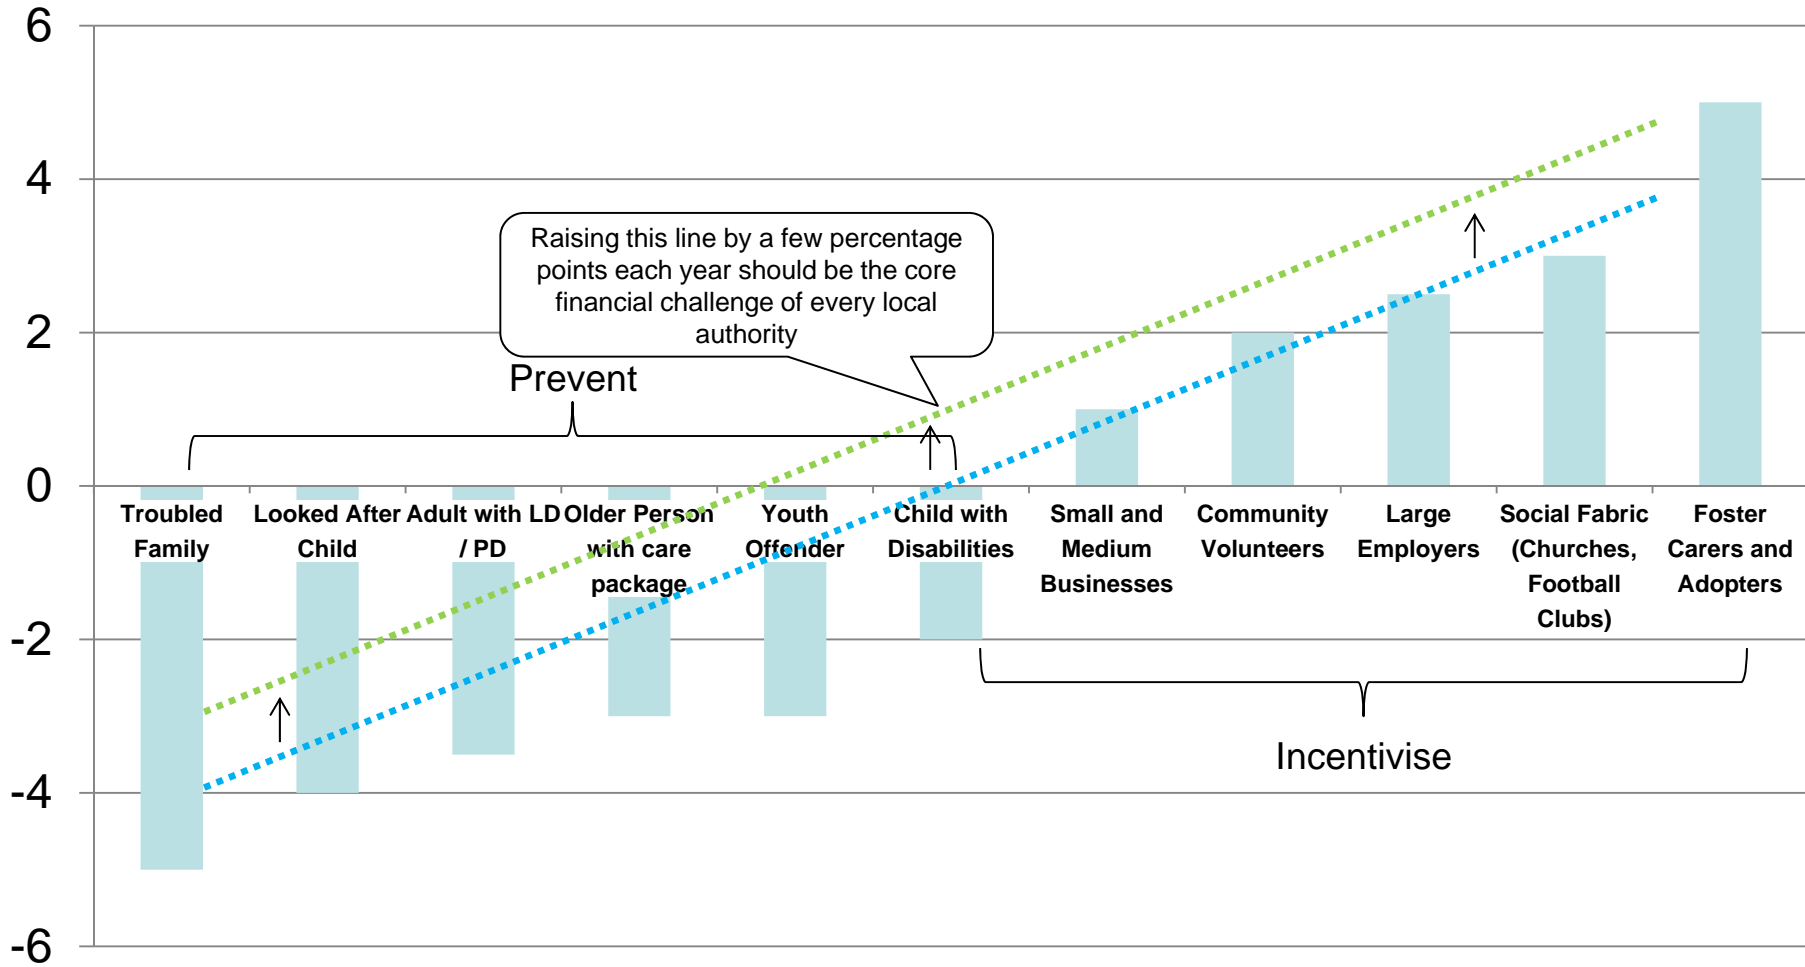 6
4
2
0
-2
-4
-6
Raising this line by a few percentage
points each year should be the core
financial challenge of every local
authority
Prevent
Troubled
Family
Looked After
Child
Adult with LD
/ PD
Older Person
with care
package
Youth
Offender
Child with
Disabilities
Small and
Medium
Businesses
Community
Volunteers
Large
Employers
Social Fabric
(Churches,
Football
Clubs)
Foster
Carers and
Adopters
Incentivise